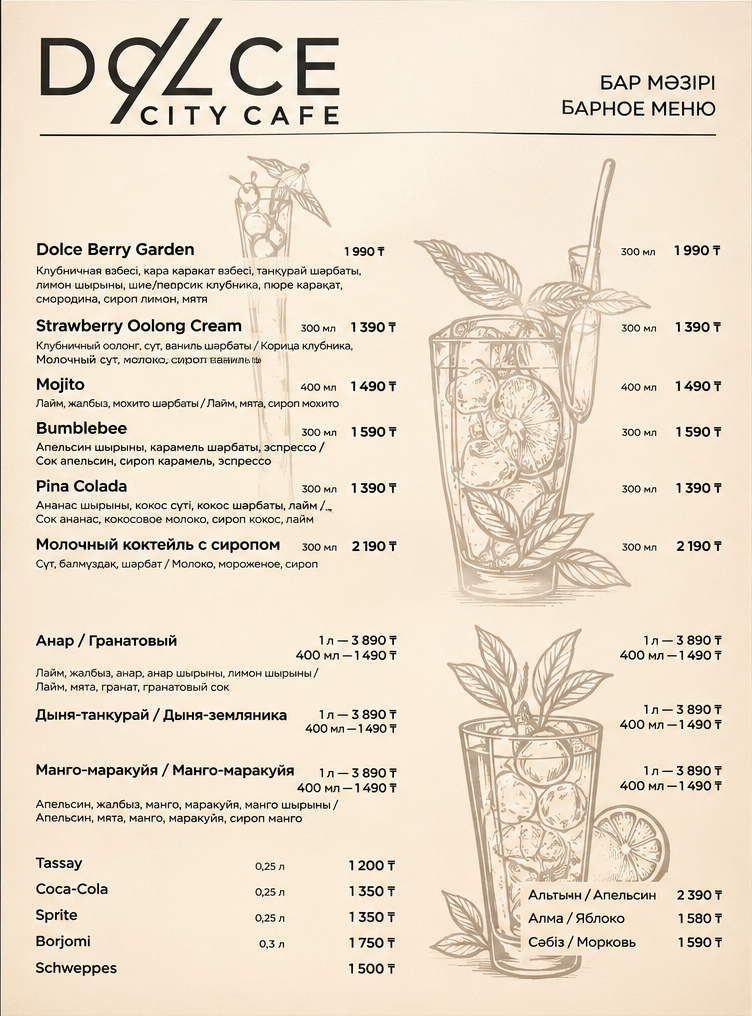 DOLCE
CITY CAFE
БАР МӘЗІРІ
БАРНОЕ МЕНЮ
Dolce Berry Garden 1 990 ₸ 300 мл 1 990 ₸
Клубничная взбесі, кара каракат взбесі, танқурай шәрбаты,
лимон шырыны, шие/певрсик клубника, пюре карақат,
смородина, сироп лимон, мятя
Strawberry Oolong Cream 300 мл 1 390 ₸ 300 мл 1 390 ₸
Клубничный оолонг, сут, ваниль шәрбаты / Корица клубника,
Молочный сут, молоко, сироп ваниль
Mojito 400 мл 1 490 ₸ 400 мл 1 490 ₸
Лайм, жалбыз, мохито шәрбаты / Лайм, мята, сироп мохито
Bumblebee 300 мл 1 590 ₸ 300 мл 1 590 ₸
Апельсин шырыны, карамель шәрбаты, эспрессо /
Сок апельсин, сироп карамель, эспрессо
Pina Colada 300 мл 1 390 ₸ 300 мл 1 390 ₸
Ананас шырыны, кокос сүті, кокос шәрбаты, лайм /
Сок ананас, кокосовое молоко, сироп кокос, лайм
Молочный коктейль с сиропом 300 мл 2 190 ₸ 300 мл 2 190 ₸
Сүт, балмұздақ, шәрбат / Молоко, мороженое, сироп
Анар / Гранатовый 1 л — 3 890 ₸ 1 л — 3 890 ₸
400 мл — 1 490 ₸ 400 мл — 1 490 ₸
Лайм, жалбыз, анар, анар шырыны, лимон шырыны /
Лайм, мята, гранат, гранатовый сок
Дыня-танкурай / Дыня-земляника 1 л — 3 890 ₸ 1 л — 3 890 ₸
400 мл — 1 490 ₸ 400 мл — 1 490 ₸
Манго-маракуйя / Манго-маракуйя 1 л — 3 890 ₸ 1 л — 3 890 ₸
400 мл — 1 490 ₸ 400 мл — 1 490 ₸
Апельсин, жалбыз, манго, маракуйя, манго шырыны /
Апельсин, мята, манго, маракуйя, сироп манго
Tassay 0,25 л 1 200 ₸
Coca-Cola 0,25 л 1 350 ₸
Sprite 0,25 л 1 350 ₸
Borjomi 0,3 л 1 750 ₸
Schweppes 1 500 ₸
Альтын / Апельсин 2 390 ₸
Алма / Яблоко 1 580 ₸
Сәбіз / Морковь 1 590 ₸